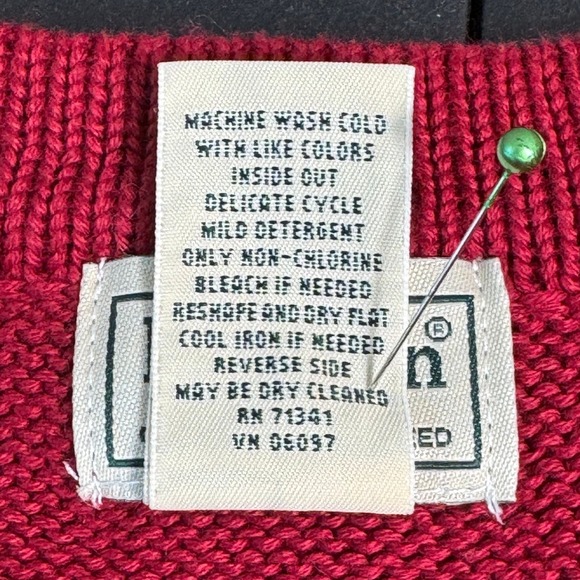 MACHINE WASH COLD
WITH LIKE COLORS
INSIDE OUT
DELICATE CYCLE
MILD DETERGENT
ONLY NON-CHLORINE
BLEACH IF NEEDED
RESHAPE AND DRY FLAT
COOL IRON IF NEEDED
REVERSE SIDE
MAY BE DRY CLEANED
RN 71341
VN 06097
n®